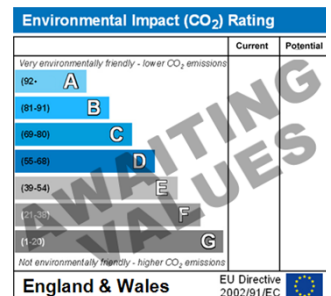 Environmental Impact (CO₂) Rating
Current Potential
Very environmentally friendly - lower CO₂ emissions
(92- A
(81-91) B
(69-80) C
(55-68) D
(39-54) E
(21-38) F
(1-20) G
AWAITING
VALUES
Not environmentally friendly - higher CO₂ emissions
England & Wales
EU Directive
2002/91/EC